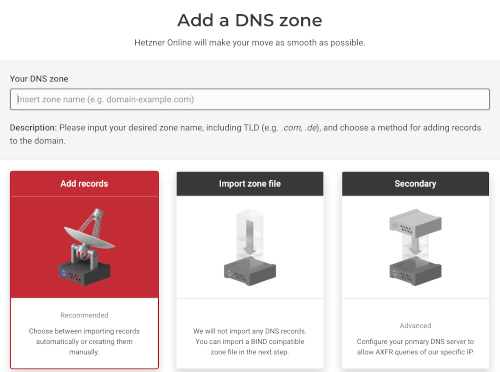 Add a DNS zone
Hetzner Online will make your move as smooth as possible.
Your DNS zone
Insert zone name (e.g. domain-example.com)
Description: Please input your desired zone name, including TLD (e.g. .com, .de), and choose a method for adding records
to the domain.
Add records
Recommended
Choose between importing records
automatically or creating them
manually.
Import zone file
We will not import any DNS records.
You can import a BIND compatible
zone file in the next step.
Secondary
Advanced
Configure your primary DNS server to
allow AXFR queries of our specific IP.